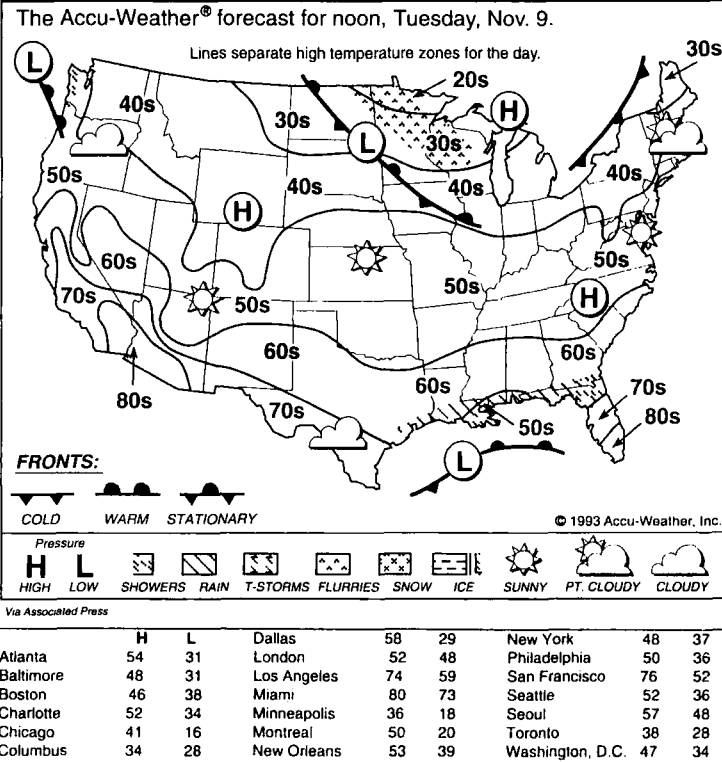 The Accu-Weather® forecast for noon, Tuesday, Nov. 9.
Lines separate high temperature zones for the day.
L
30s
20s
40s
30s
H
L
30s
50s
40s
40s
40s
H
60s
50s
50s
50s
70s
H
60s
60s
80s
70s
60s
70s
50s
80s
L
FRONTS:
COLD WARM STATIONARY
© 1993 Accu-Weather, Inc.
Pressure
H L
HIGH LOW SHOWERS RAIN T-STORMS FLURRIES SNOW ICE SUNNY PT. CLOUDY CLOUDY
Via Associated Press
H L
Atlanta 54 31
Baltimore 48 31
Boston 46 38
Charlotte 52 34
Chicago 41 16
Columbus 34 28
Dallas 58 29
London 52 48
Los Angeles 74 59
Miami 80 73
Minneapolis 36 18
Montreal 50 20
New Orleans 53 39
New York 48 37
Philadelphia 50 36
San Francisco 76 52
Seattle 52 36
Seoul 57 48
Toronto 38 28
Washington, D.C. 47 34